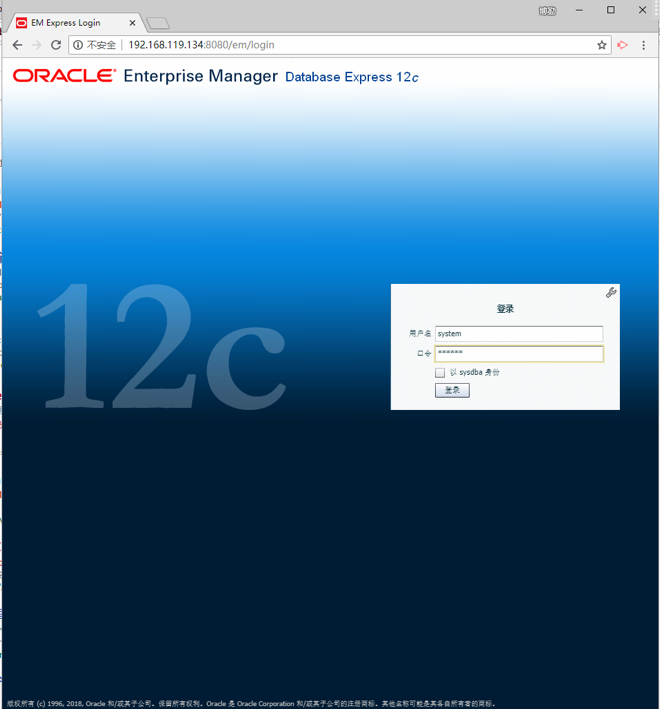 EM Express Login
不安全 192.168.119.134:8080/em/login
ORACLE® Enterprise Manager Database Express 12c
12c
登录
用户名 system
口令 ******
以 sysdba 身份
登录
版权所有 (c) 1996, 2018, Oracle 和/或其子公司。保留所有权利。Oracle 是 Oracle Corporation 和/或其子公司的注册商标。其他名称可能是其各自所有者的商标。